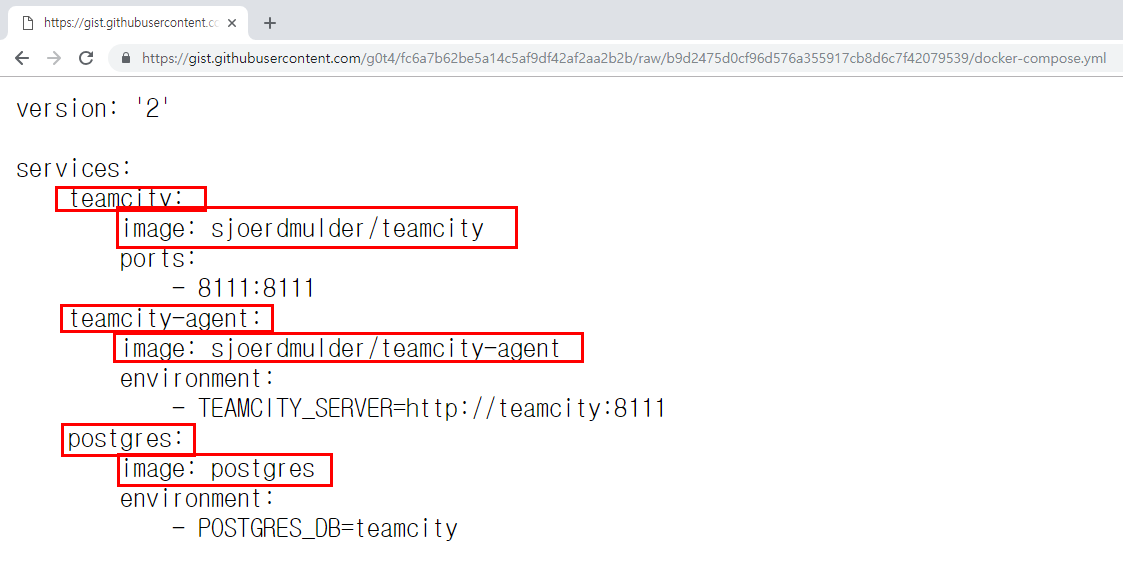 https://gist.githubusercontent.co
https://gist.githubusercontent.com/g0t4/fc6a7b62be5a14c5af9df42af2aa2b2b/raw/b9d2475d0cf96d576a355917cb8d6c7f42079539/docker-compose.yml
version: '2'
services:
teamcity:
image: sjoerdmulder/teamcity
ports:
- 8111:8111
teamcity-agent:
image: sjoerdmulder/teamcity-agent
environment:
- TEAMCITY_SERVER=http://teamcity:8111
postgres:
image: postgres
environment:
- POSTGRES_DB=teamcity